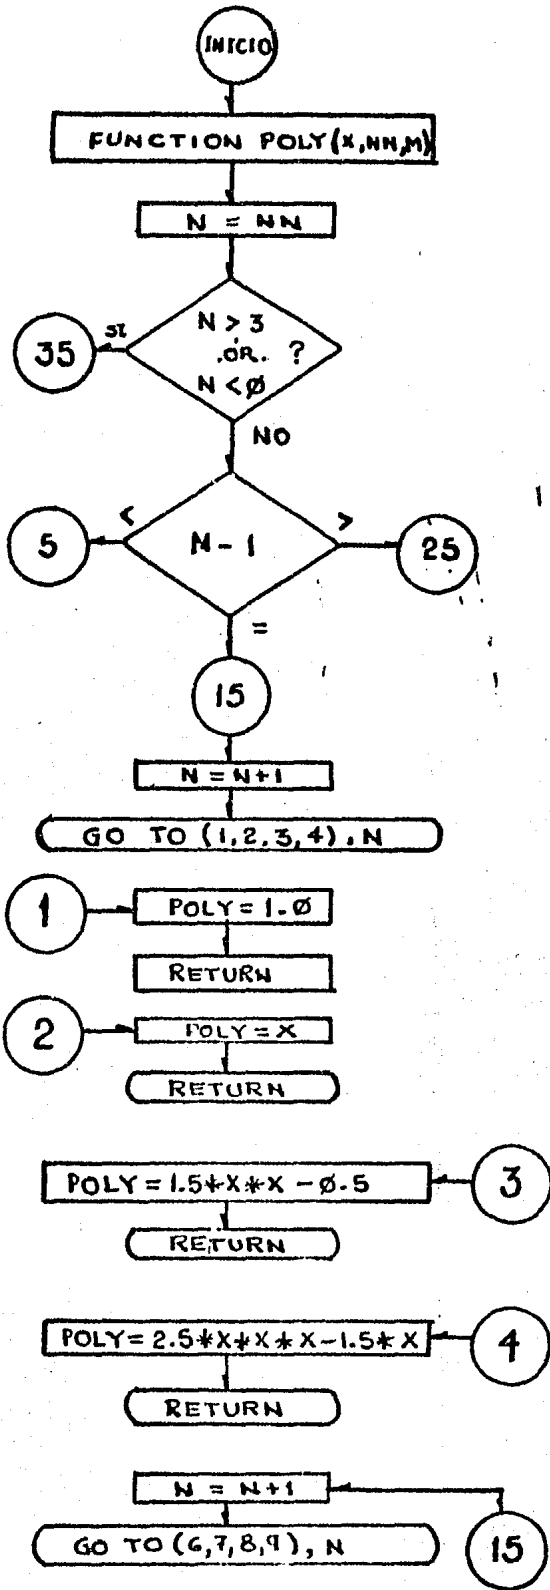 INICIO
FUNCTION POLY(X,NN,M)
N = NN
N > 3
.OR. ?
N < Ø
SI
35
NO
<
M - 1
>
5
25
=
15
N = N+1
GO TO (1,2,3,4), N
1
POLY = 1.Ø
RETURN
2
POLY = X
RETURN
POLY = 1.5*X*X - Ø.5
3
RETURN
POLY = 2.5*X*X*X-1.5*X
4
RETURN
N = N+1
GO TO (6,7,8,9), N
15